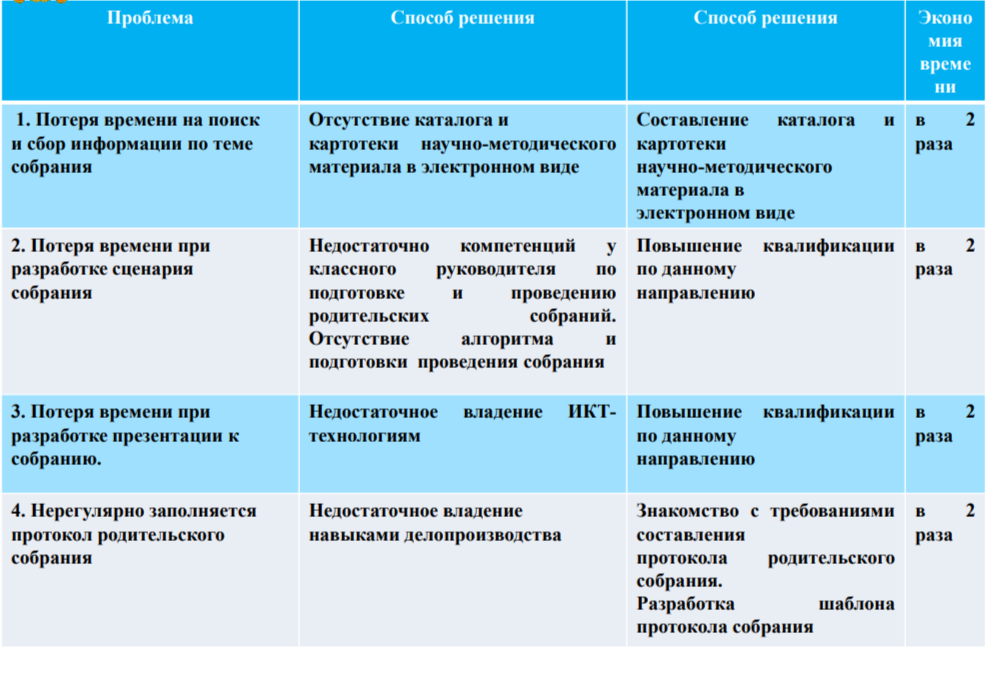 Проблема
Способ решения
Способ решения
Эконо
мия
време
ни
1. Потеря времени на поиск
и сбор информации по теме
собрания
Отсутствие каталога и
картотеки научно-методического
материала в электронном виде
Составление каталога и
картотеки
научно-методического
материала в
электронном виде
в 2
раза
2. Потеря времени при
разработке сценария
собрания
Недостаточно компетенций у
классного руководителя по
подготовке и проведению
родительских собраний.
Отсутствие алгоритма и
подготовки проведения собрания
Повышение квалификации
по данному
направлению
в 2
раза
3. Потеря времени при
разработке презентации к
собранию.
Недостаточное владение ИКТ-
технологиям
Повышение квалификации
по данному
направлению
в 2
раза
4. Нерегулярно заполняется
протокол родительского
собрания
Недостаточное владение
навыками делопроизводства
Знакомство с требованиями
составления
протокола родительского
собрания.
Разработка шаблона
протокола собрания
в 2
раза